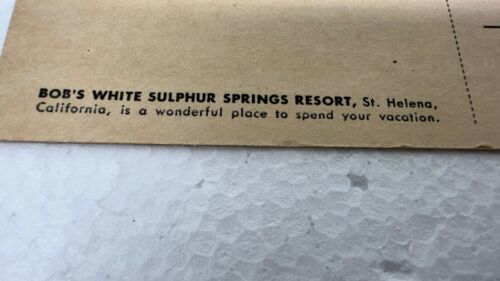 BOB'S WHITE SULPHUR SPRINGS RESORT, St. Helena,
California, is a wonderful place to spend your vacation.